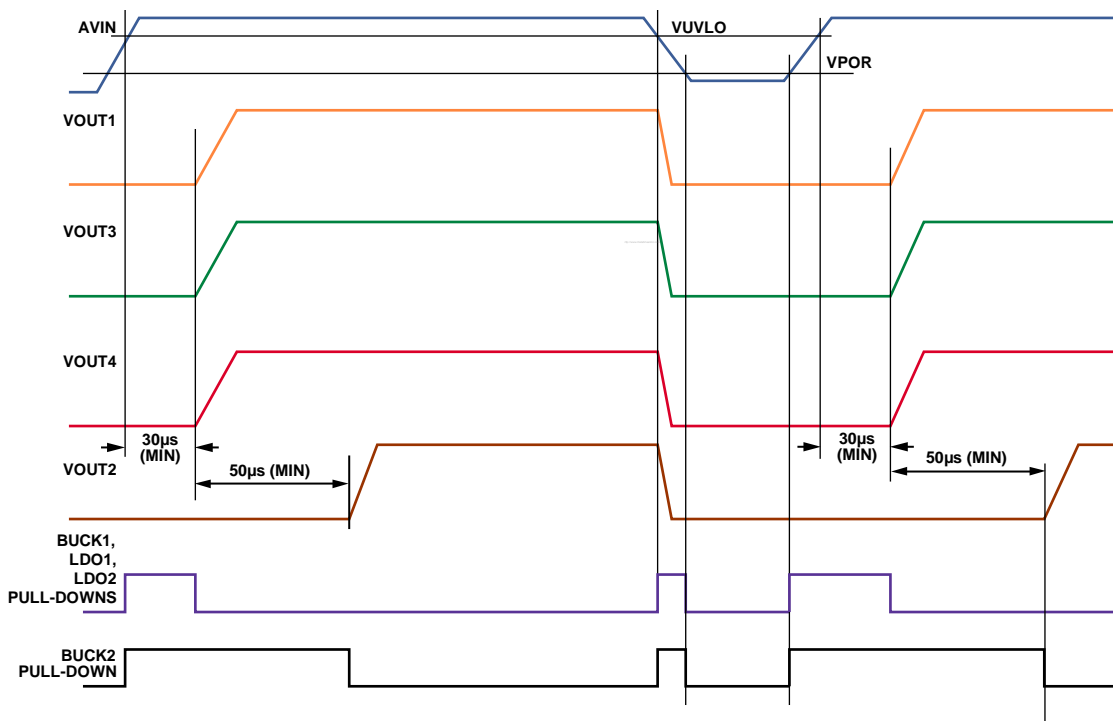 AVIN
VUVLO
VPOR
VOUT1
VOUT3
VOUT4
30µs
(MIN)
30µs
(MIN)
VOUT2
50µs (MIN)
50µs (MIN)
BUCK1,
LDO1,
LDO2
PULL-DOWNS
BUCK2
PULL-DOWN